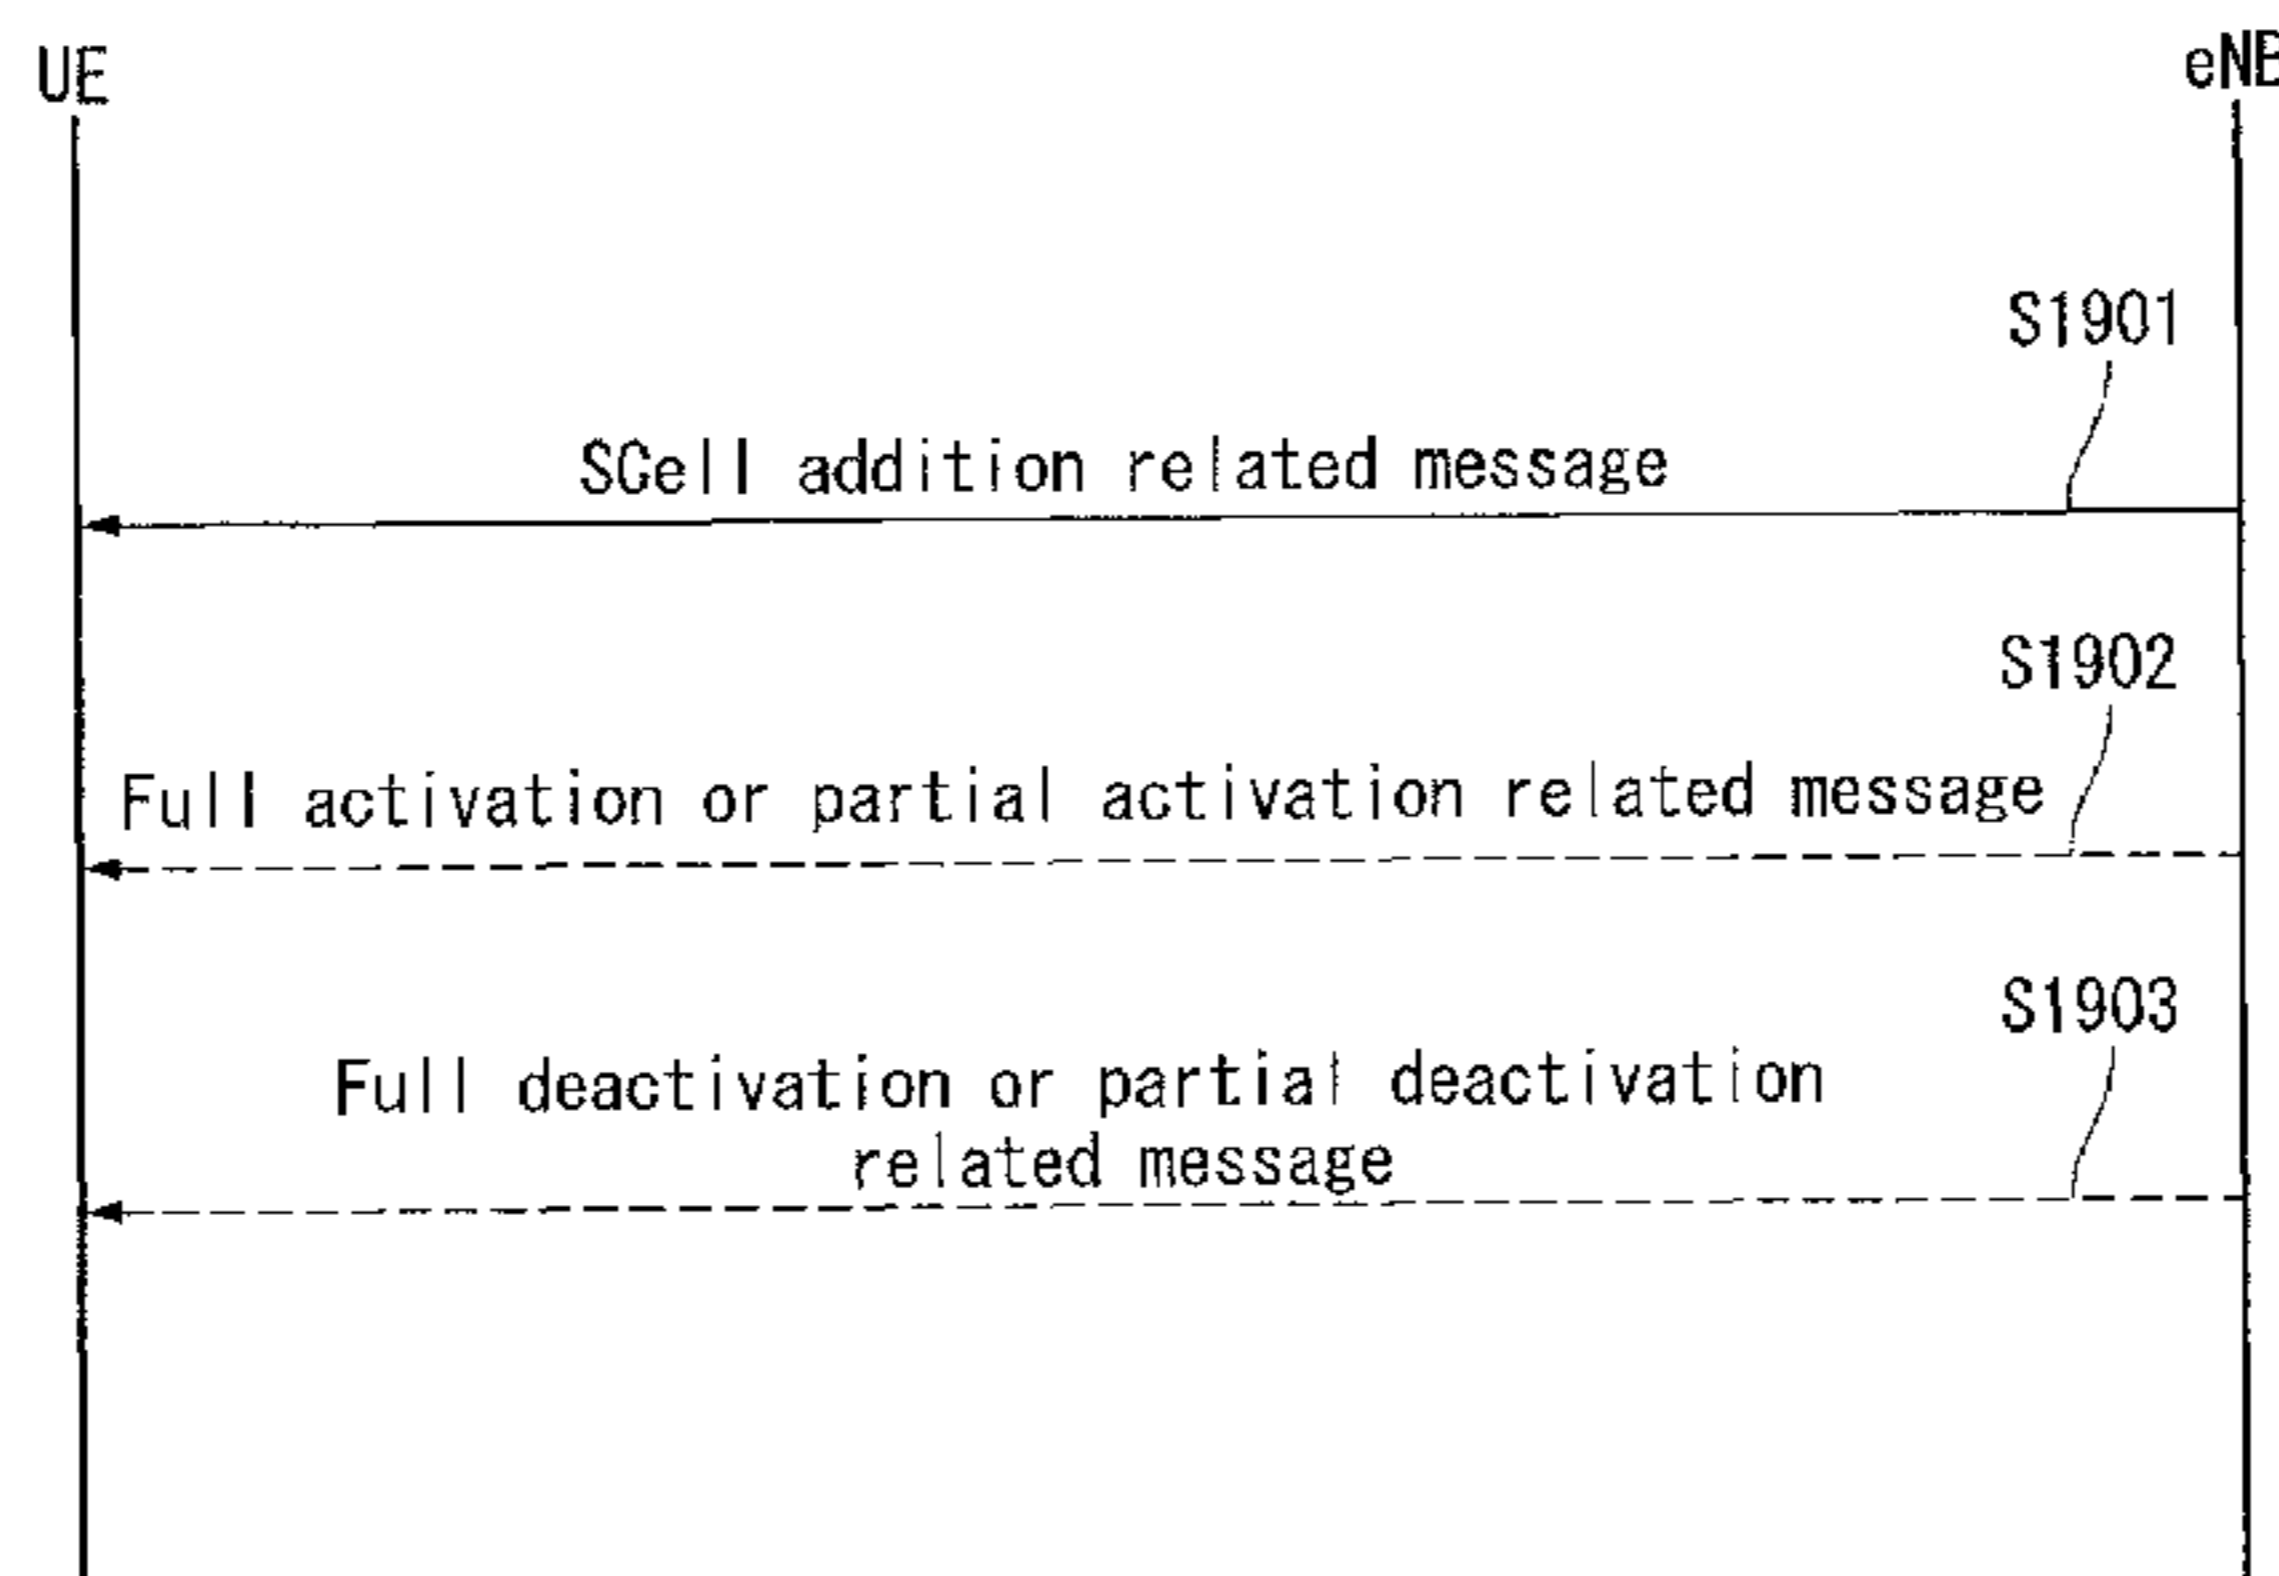 UE
eNB
S1901
SCell addition related message
S1902
Full activation or partial activation related message
S1903
Full deactivation or partial deactivation
related message